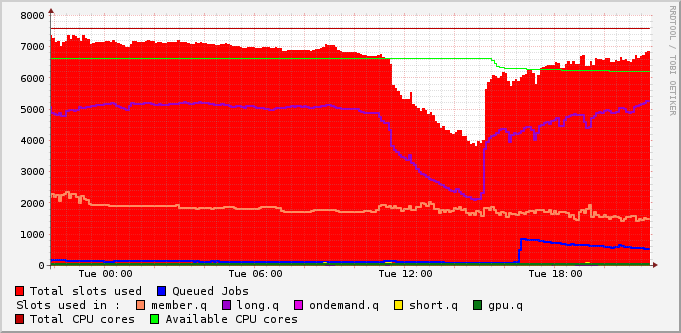 8000
7000
6000
5000
4000
3000
2000
1000
0
Tue 00:00 Tue 06:00 Tue 12:00 Tue 18:00
RRDTOOL / TOBI OETIKER
Total slots used Queued Jobs
Slots used in : member.q long.q ondemand.q short.q gpu.q
Total CPU cores Available CPU cores